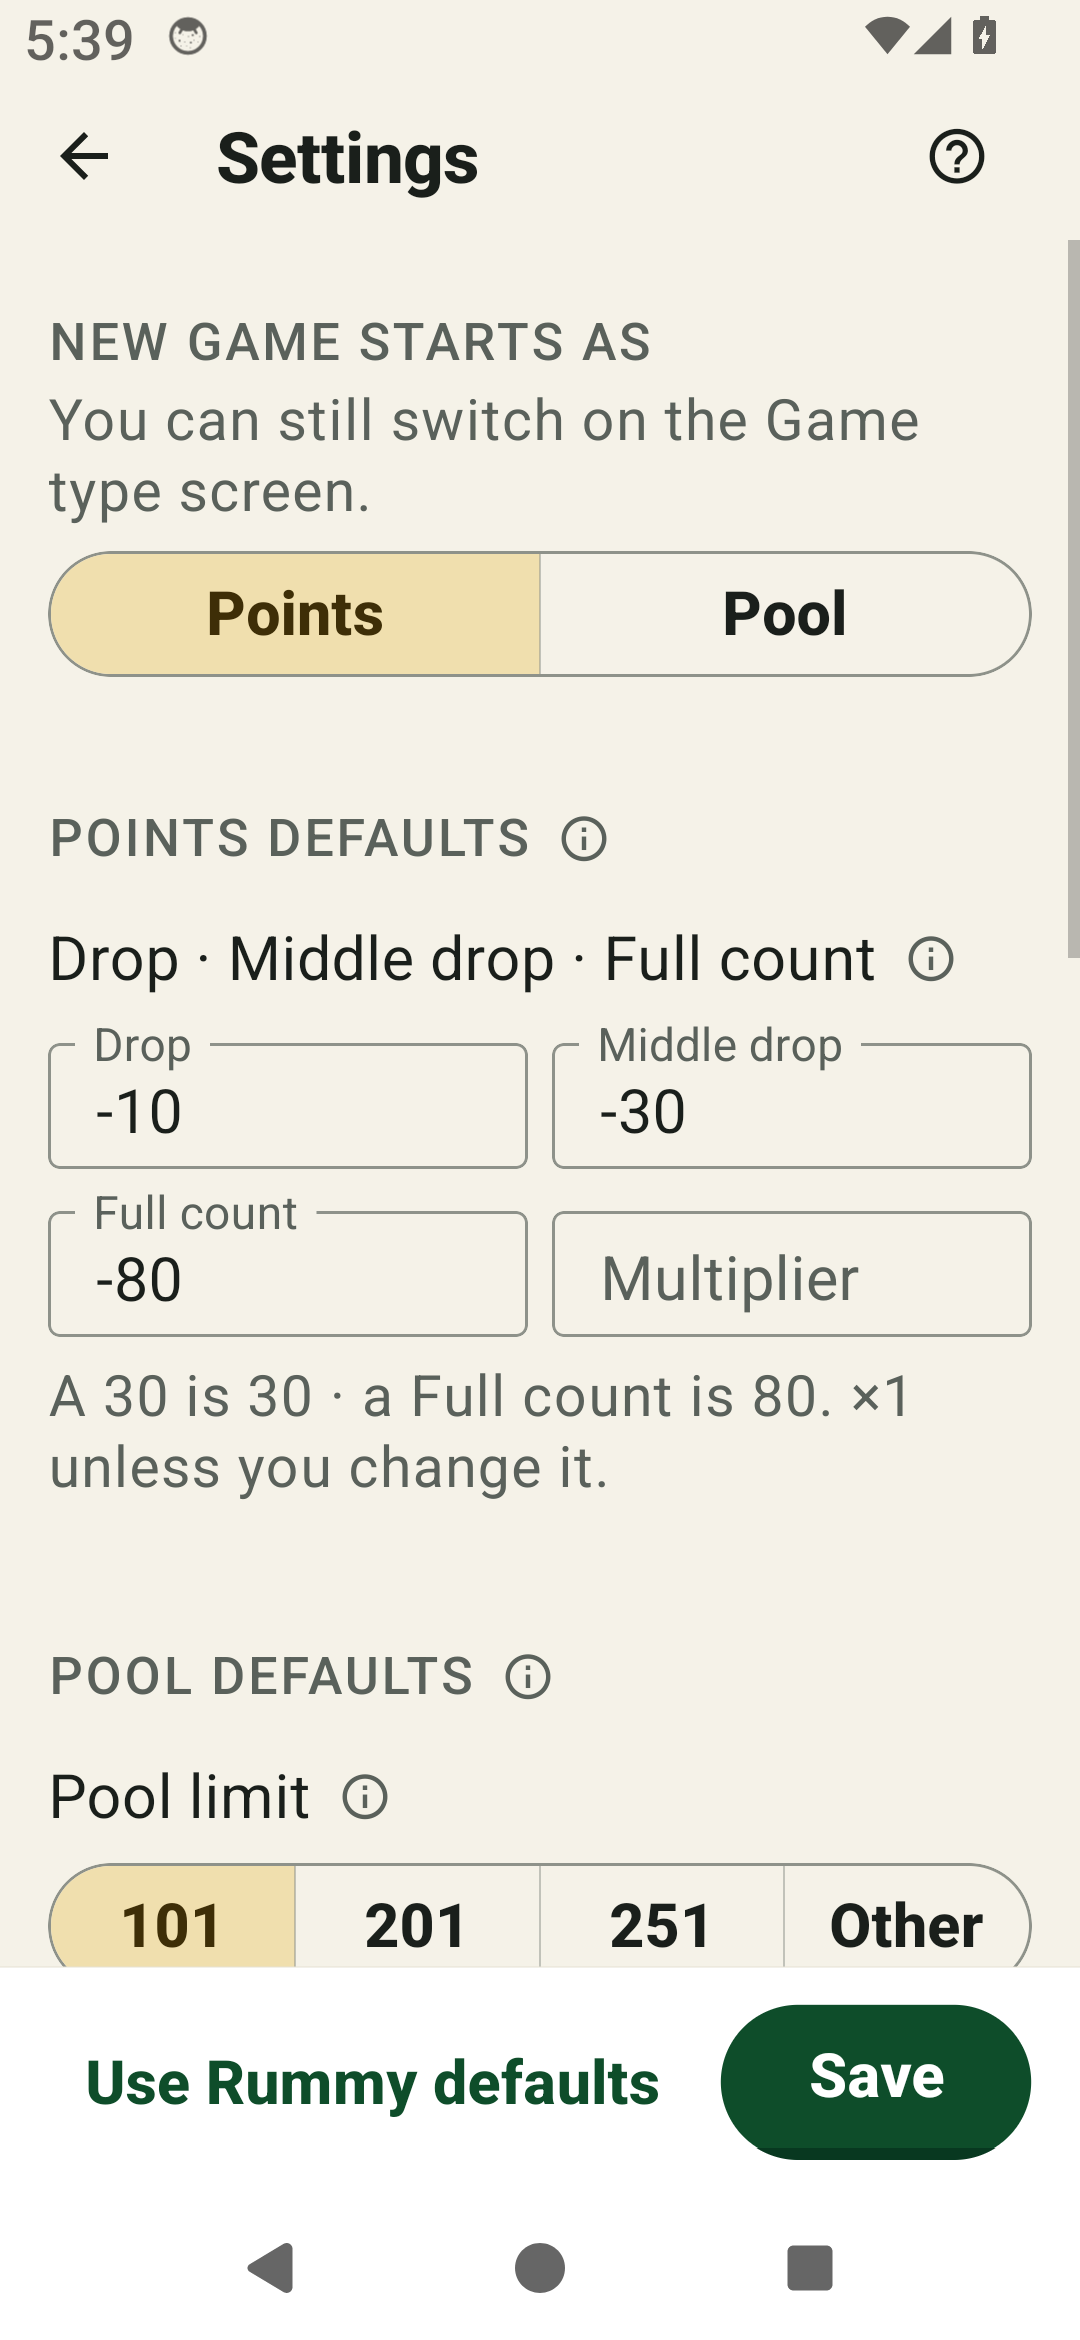 5:39
Settings
NEW GAME STARTS AS
You can still switch on the Game
type screen.
Points
Pool
POINTS DEFAULTS
Drop · Middle drop · Full count
Drop
Middle drop
-10
-30
Full count
-80
Multiplier
A 30 is 30 · a Full count is 80. ×1
unless you change it.
POOL DEFAULTS
Pool limit
101
201
251
Other
Use Rummy defaults
Save